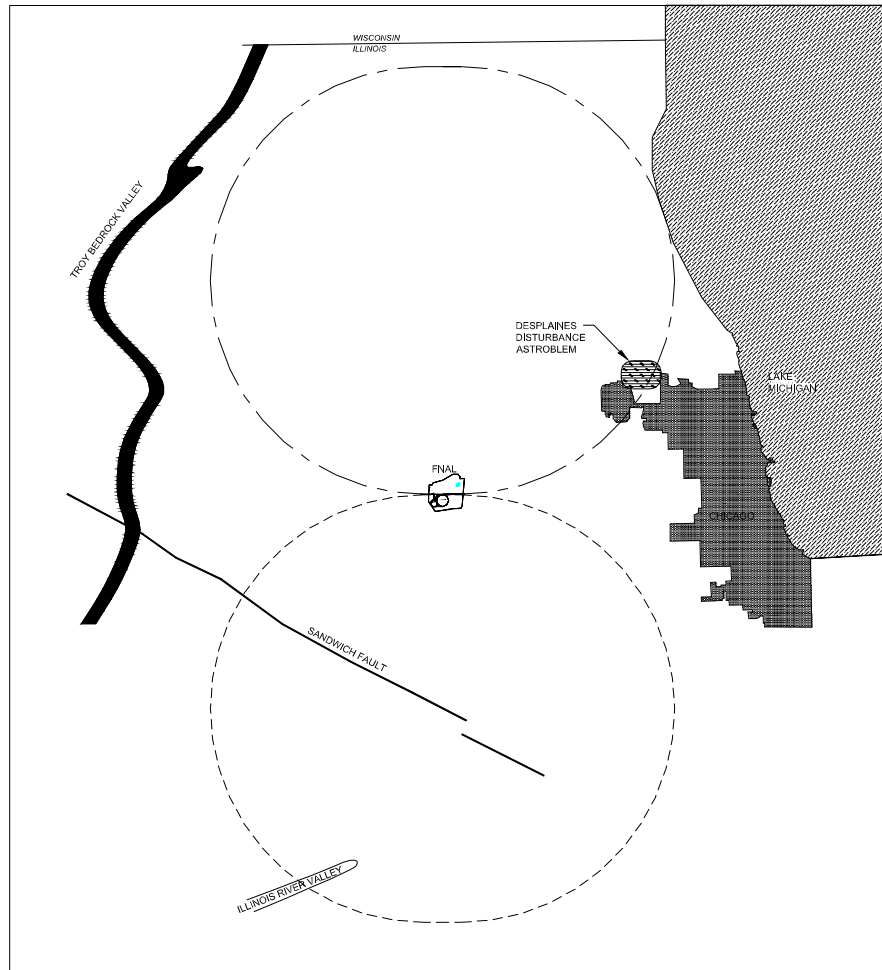 WISCONSIN
ILLINOIS
TROY BEDROCK VALLEY
DESPLAINES
DISTURBANCE
ASTROBLEM
LAKE
MICHIGAN
FNAL
CHICAGO
SANDWICH FAULT
ILLINOIS RIVER VALLEY